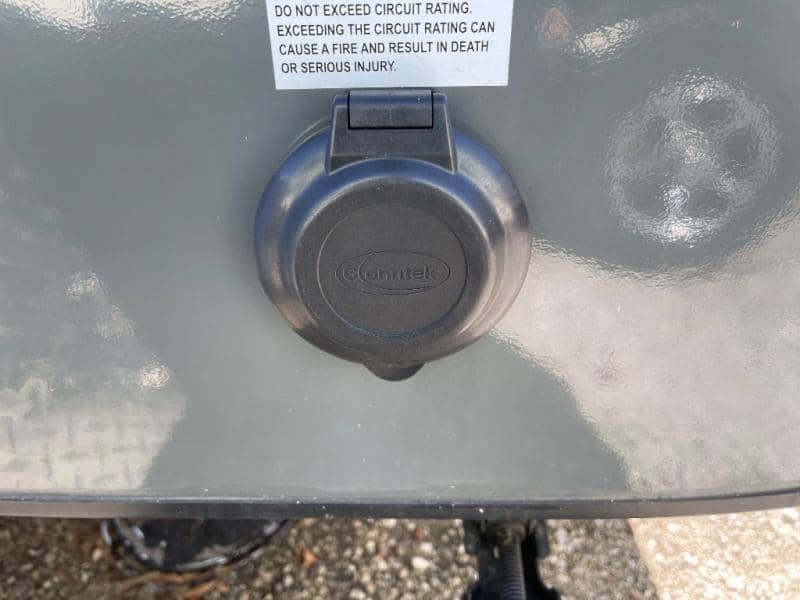 DO NOT EXCEED CIRCUIT RATING.
EXCEEDING THE CIRCUIT RATING CAN
CAUSE A FIRE AND RESULT IN DEATH
OR SERIOUS INJURY.
Conntek